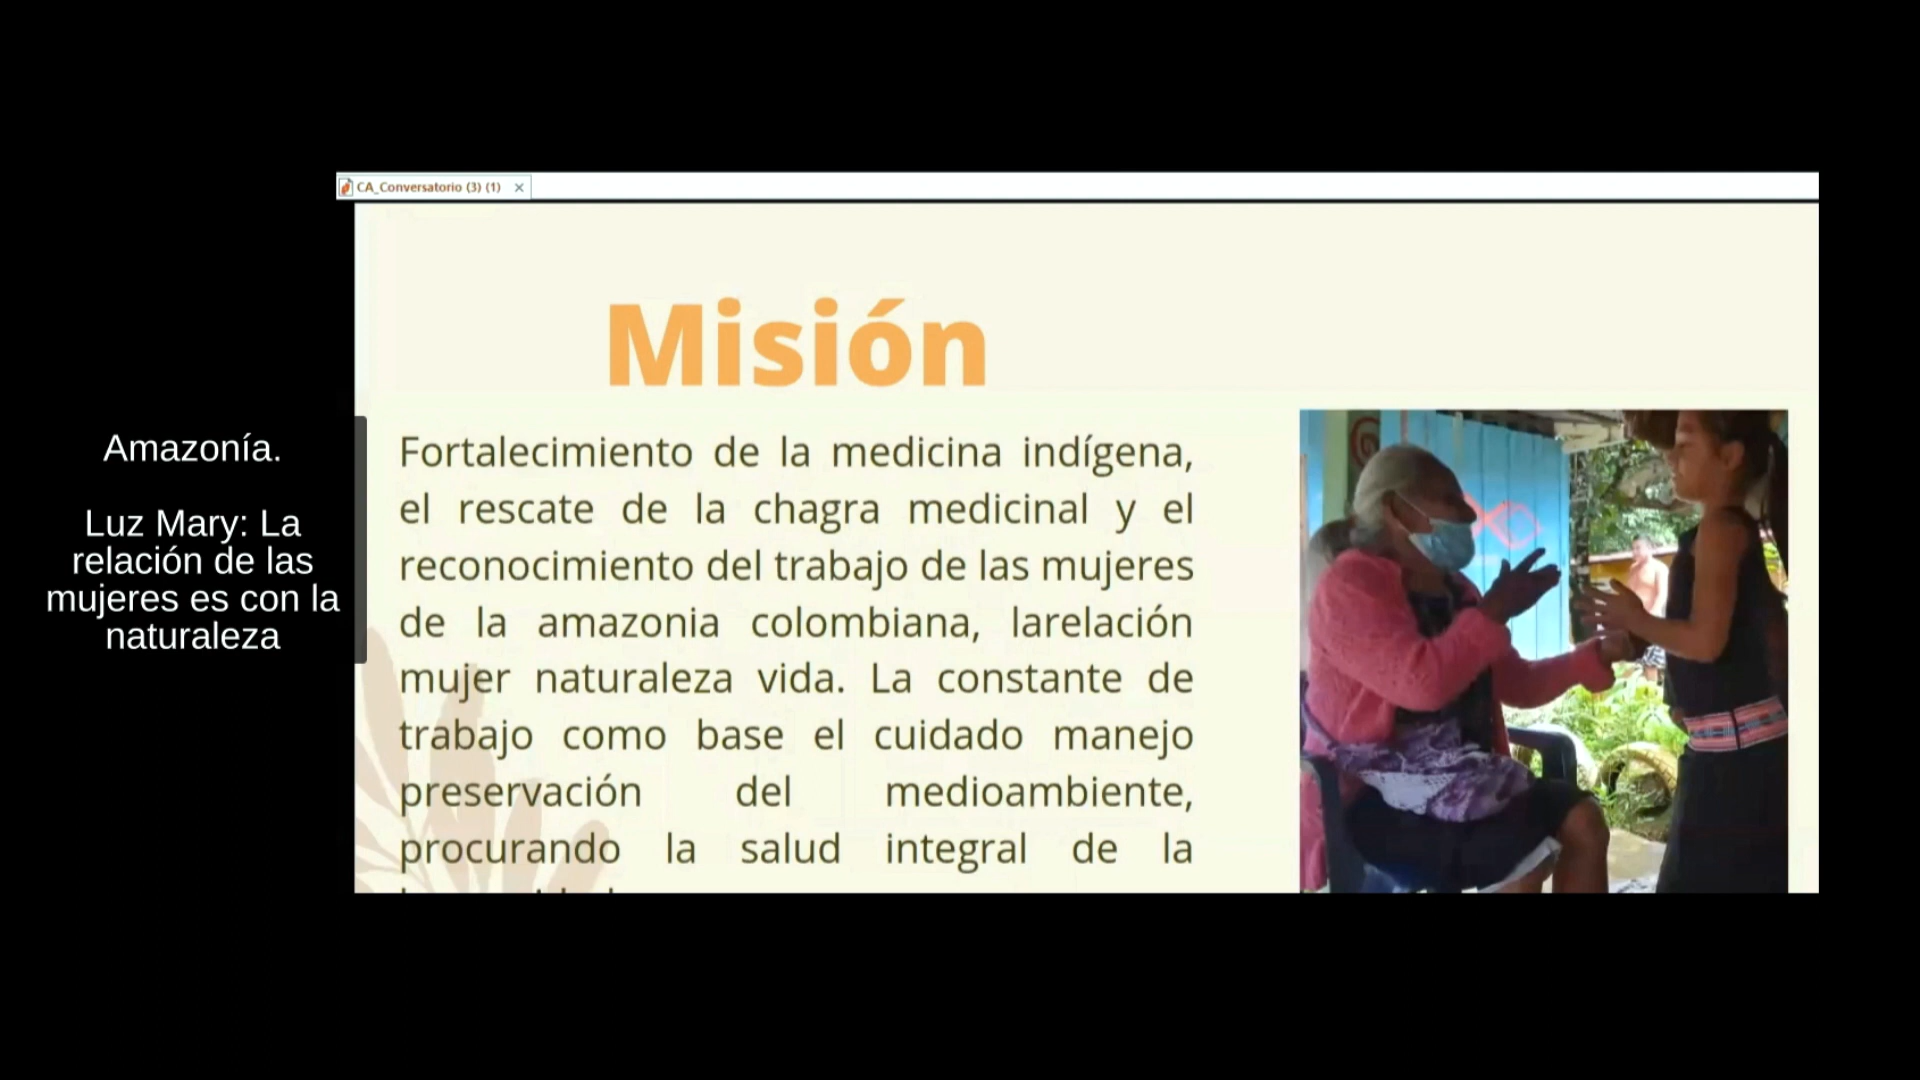 CA_Conversatorio (3) (1)
Misión
Fortalecimiento de la medicina indígena,
el rescate de la chagra medicinal y el
reconocimiento del trabajo de las mujeres
de la amazonia colombiana, larelación
mujer naturaleza vida. La constante de
trabajo como base el cuidado manejo
preservación del medioambiente,
procurando la salud integral de la
Amazonía.
Luz Mary: La
relación de las
mujeres es con la
naturaleza